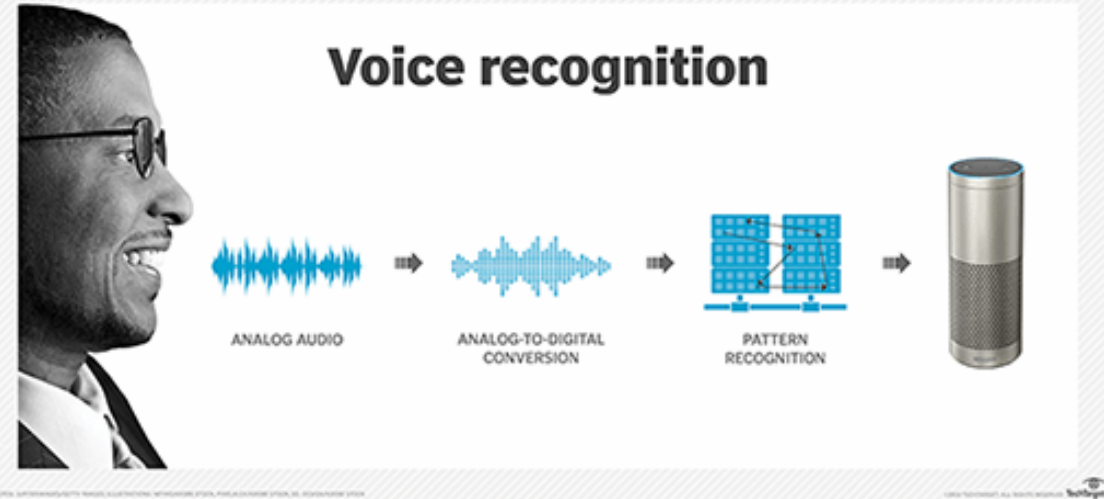 Voice recognition
ANALOG AUDIO
ANALOG-TO-DIGITAL
CONVERSION
PATTERN
RECOGNITION